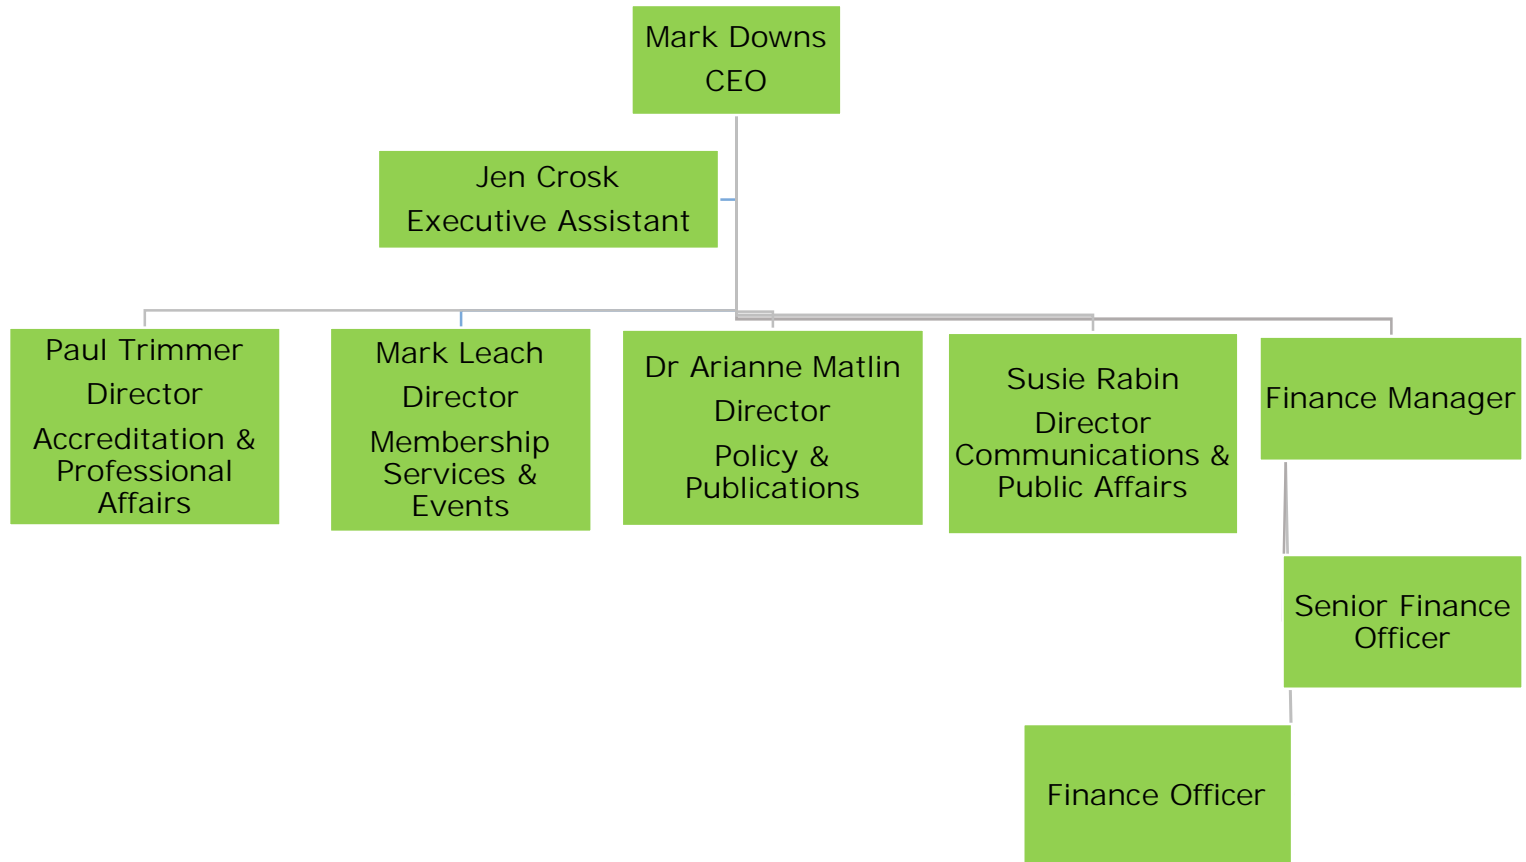 Mark Downs
CEO
Jen Crosk
Executive Assistant
Paul Trimmer
Director
Accreditation &
Professional
Affairs
Mark Leach
Director
Membership
Services &
Events
Dr Arianne Matlin
Director
Policy &
Publications
Susie Rabin
Director
Communications &
Public Affairs
Finance Manager
Senior Finance
Officer
Finance Officer